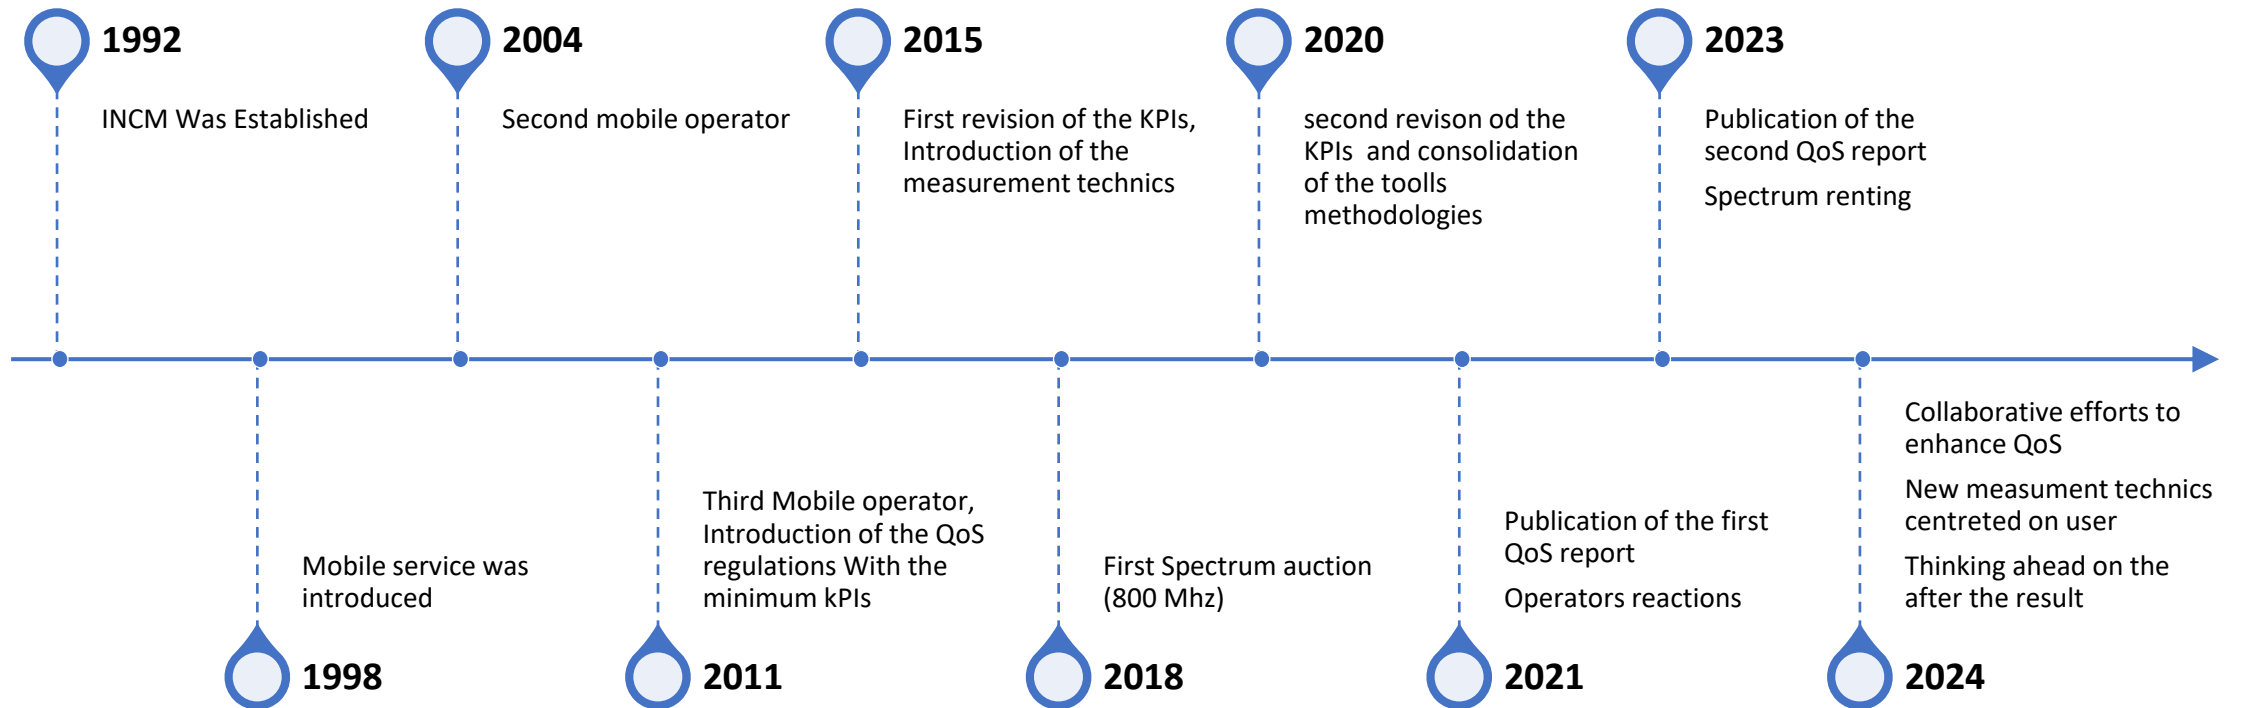 1992
INCM Was Established
2004
Second mobile operator
2015
First revision of the KPIs,
Introduction of the
measurement technics
2020
second revison od the
KPIs  and consolidation
of the toolls
methodologies
2023
Publication of the
second QoS report
Spectrum renting
Mobile service was
introduced
1998
Third Mobile operator,
Introduction of the QoS
regulations With the
minimum kPIs
2011
First Spectrum auction
(800 Mhz)
2018
Publication of the first
QoS report
Operators reactions
2021
Collaborative efforts to
enhance QoS
New measument technics
centreted on user
Thinking ahead on the
after the result
2024